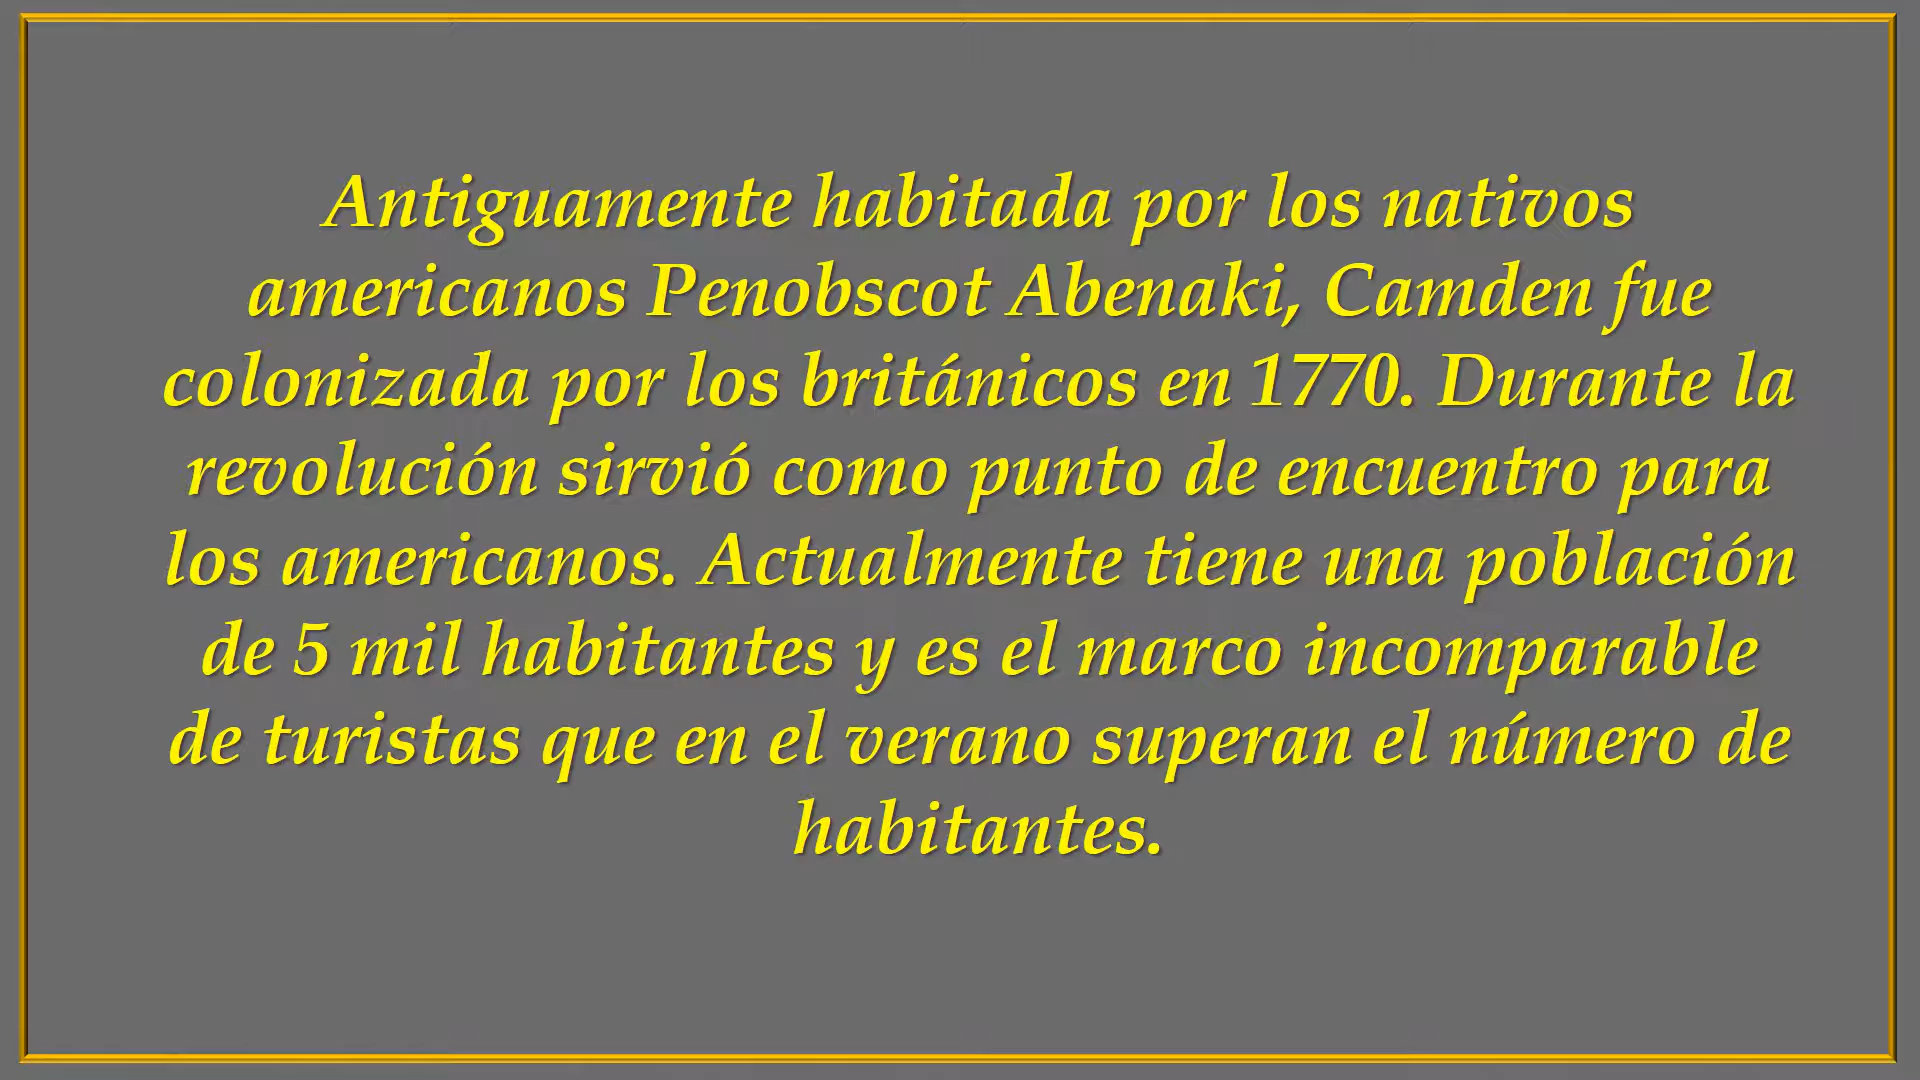 Antiguamente habitada por los nativos
americanos Penobscot Abenaki, Camden fue
colonizada por los británicos en 1770. Durante la
revolución sirvió como punto de encuentro para
los americanos. Actualmente tiene una población
de 5 mil habitantes y es el marco incomparable
de turistas que en el verano superan el número de
habitantes.